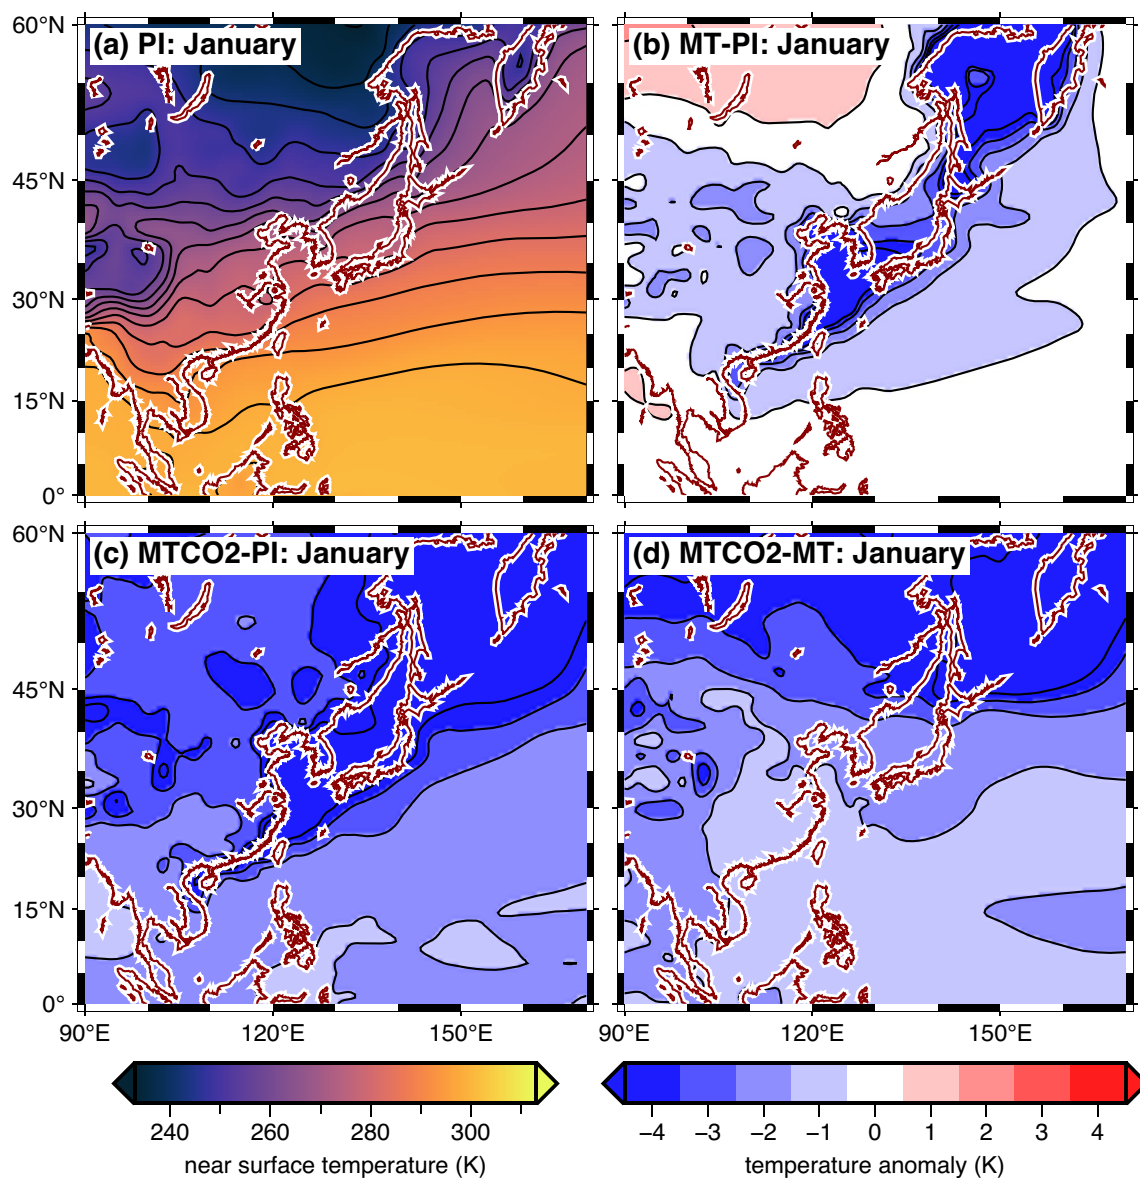 (a) PI: January
(b) MT-PI: January
60°N
45°N
30°N
15°N
0°
(c) MTCO2-PI: January
(d) MTCO2-MT: January
60°N
45°N
30°N
15°N
0°
90°E 120°E 150°E
90°E 120°E 150°E
240 260 280 300
near surface temperature (K)
−4 −3 −2 −1 0 1 2 3 4
temperature anomaly (K)